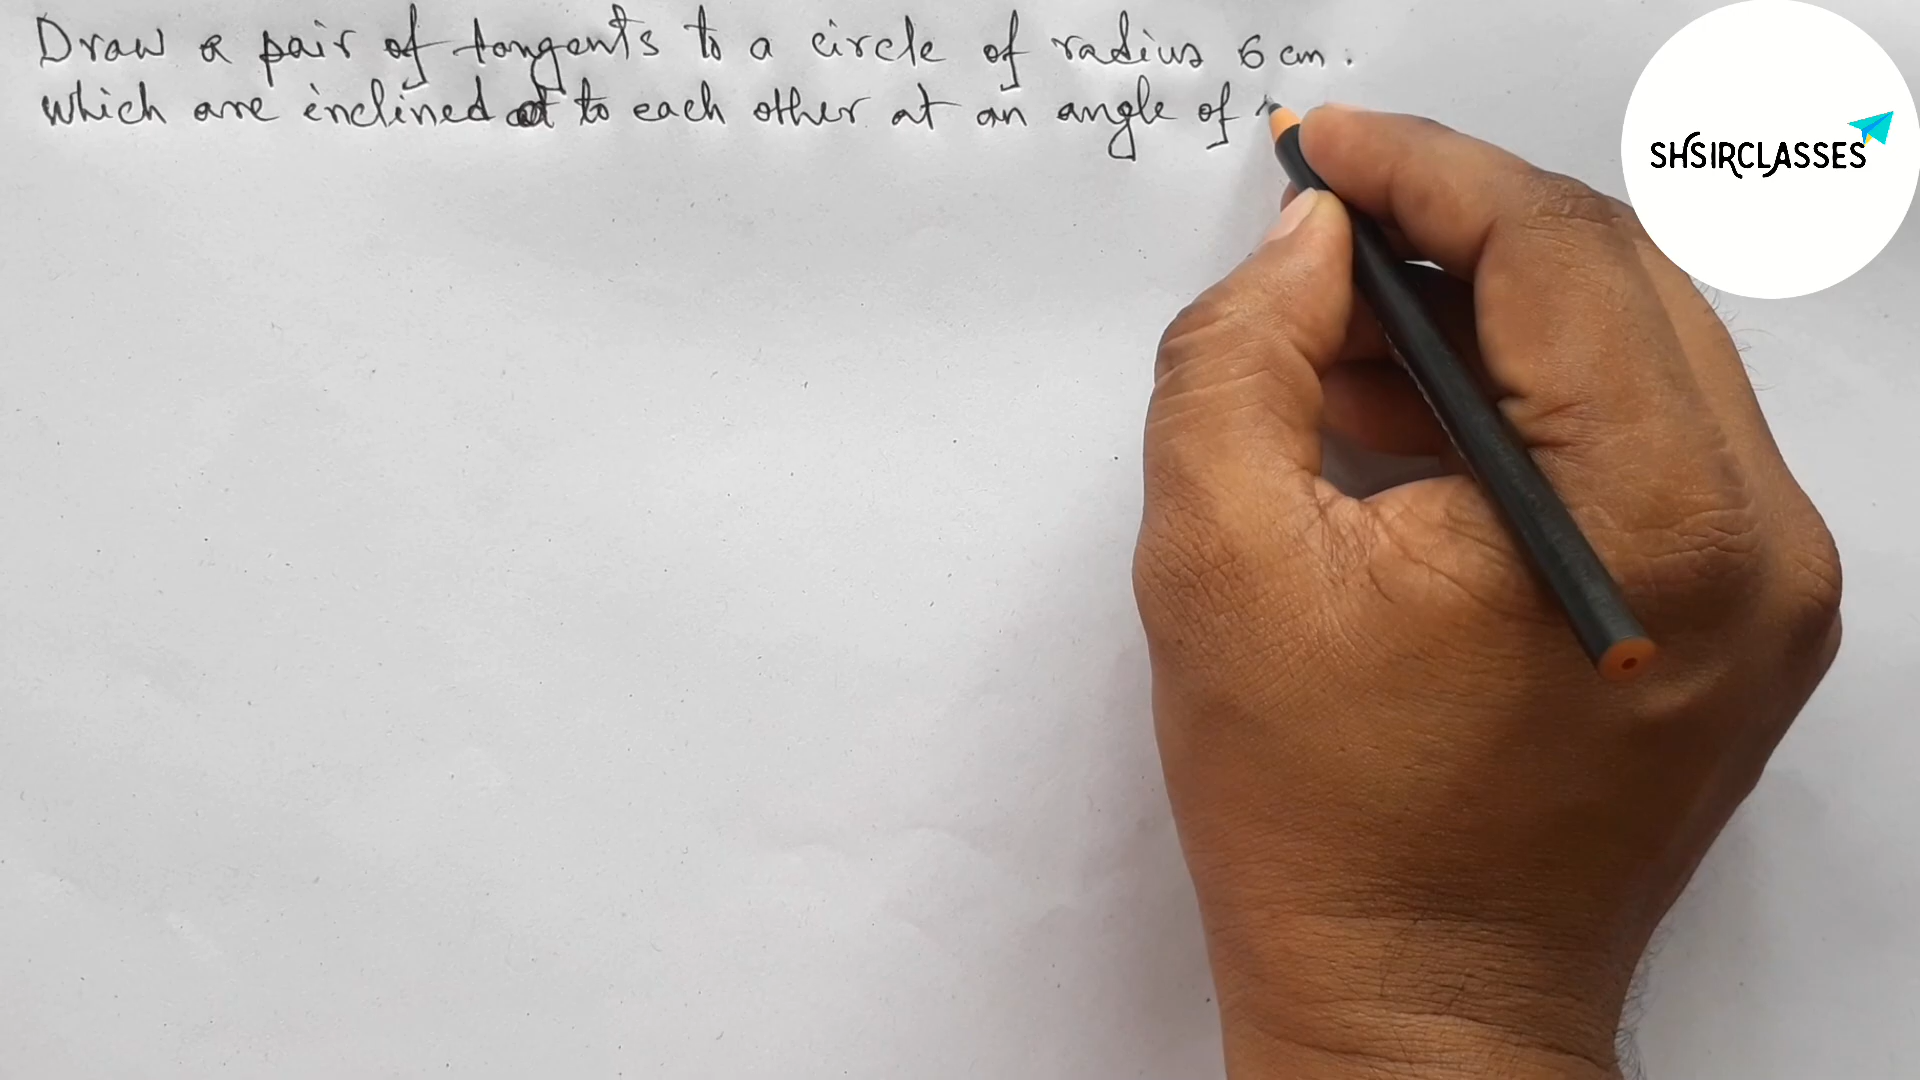 Draw a pair of tangents to a circle of radius 6 cm.
which are inclined at to each other at an angle of
SHSIRCLASSES